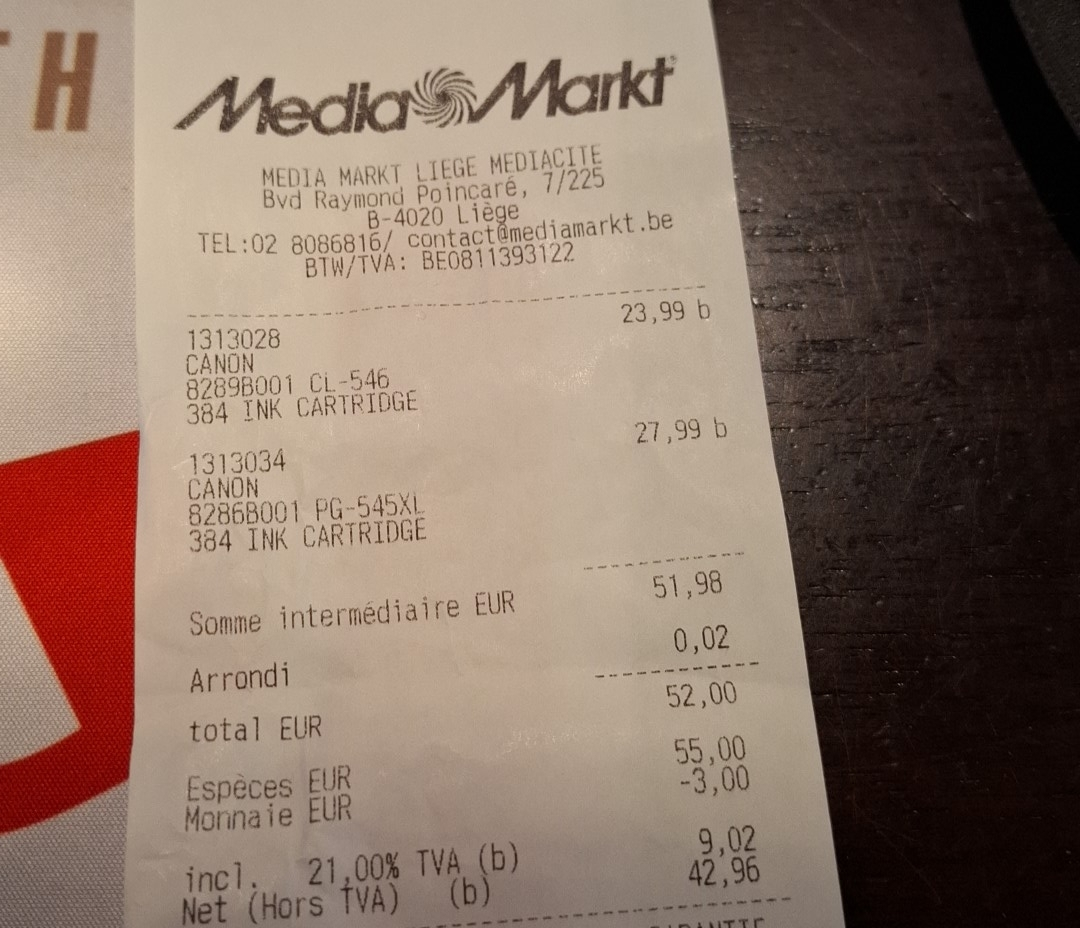 TH
Media Markt
MEDIA MARKT LIEGE MEDIACITE
Bvd Raymond Poincaré, 7/225
B-4020 Liège
TEL:02 8086816/ contact@mediamarkt.be
BTW/TVA: BE0811393122
23,99 b
1313028
CANON
8289B001 CL-546
384 INK CARTRIDGE
27,99 b
1313034
CANON
8286B001 PG-545XL
384 INK CARTRIDGE
Somme intermédiaire EUR 51,98
Arrondi 0,02
total EUR 52,00
Espèces EUR 55,00
Monnaie EUR -3,00
incl. 21,00% TVA (b) 9,02
Net (Hors TVA) (b) 42,96